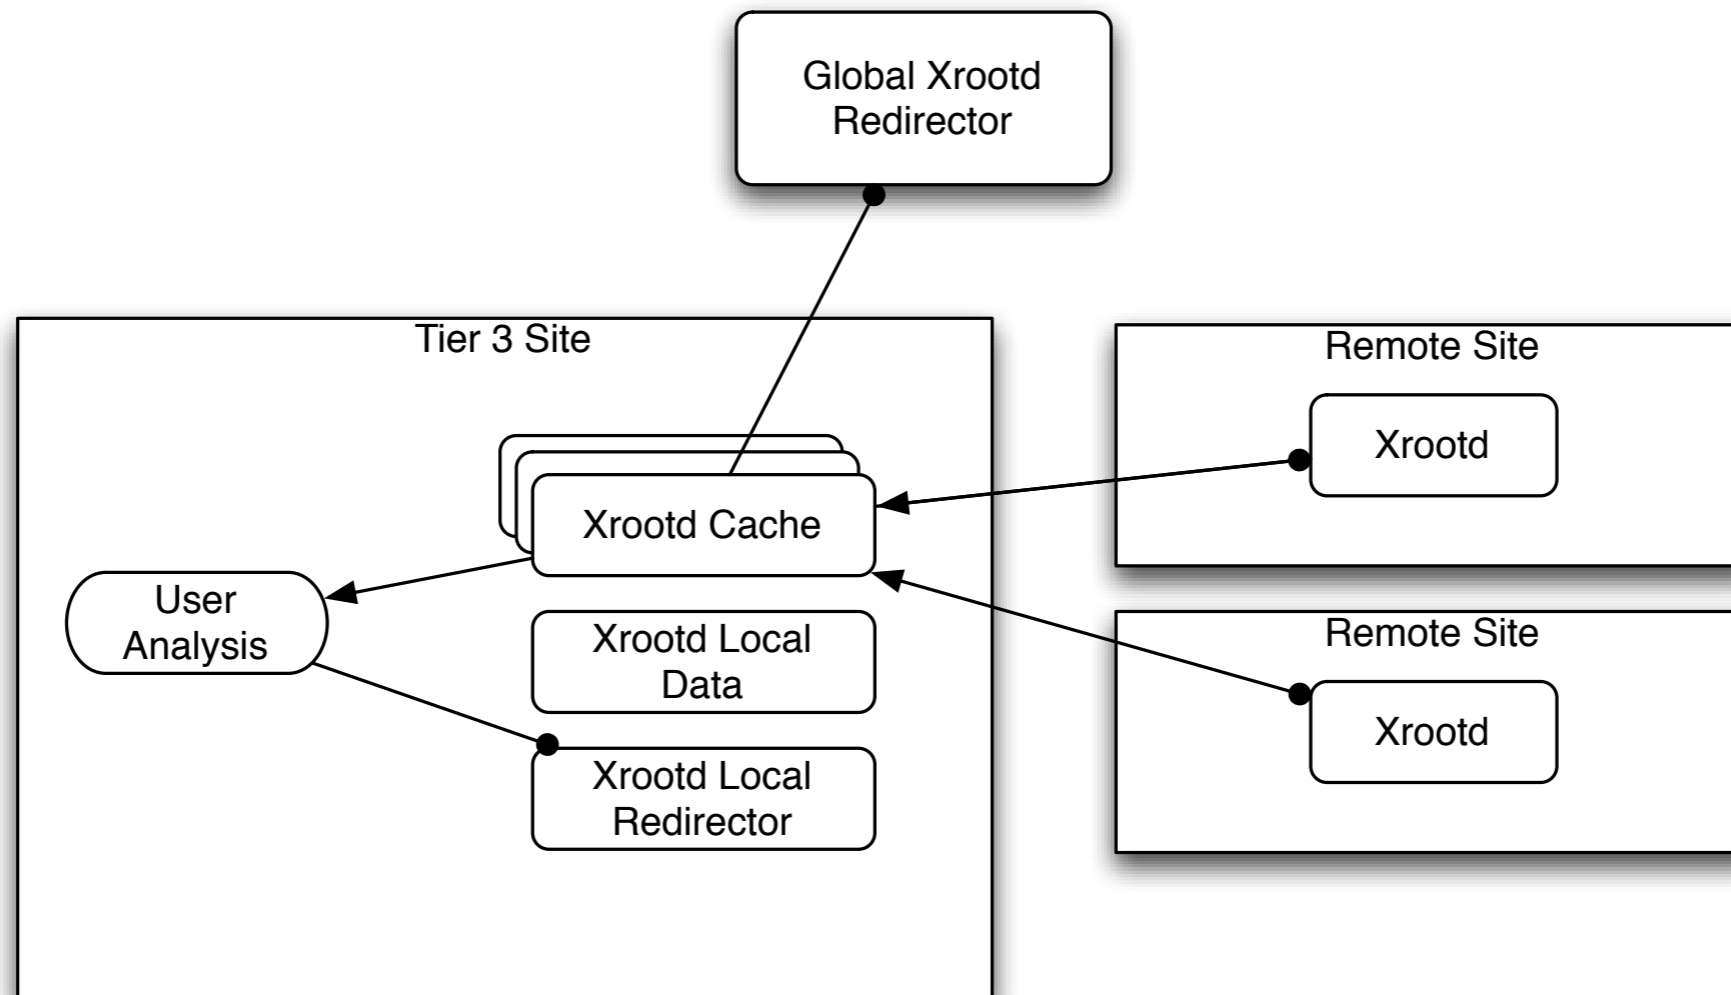 Global Xrootd
Redirector
Tier 3 Site
Remote Site
Xrootd
Xrootd Cache
User
Analysis
Xrootd Local
Data
Remote Site
Xrootd
Xrootd Local
Redirector